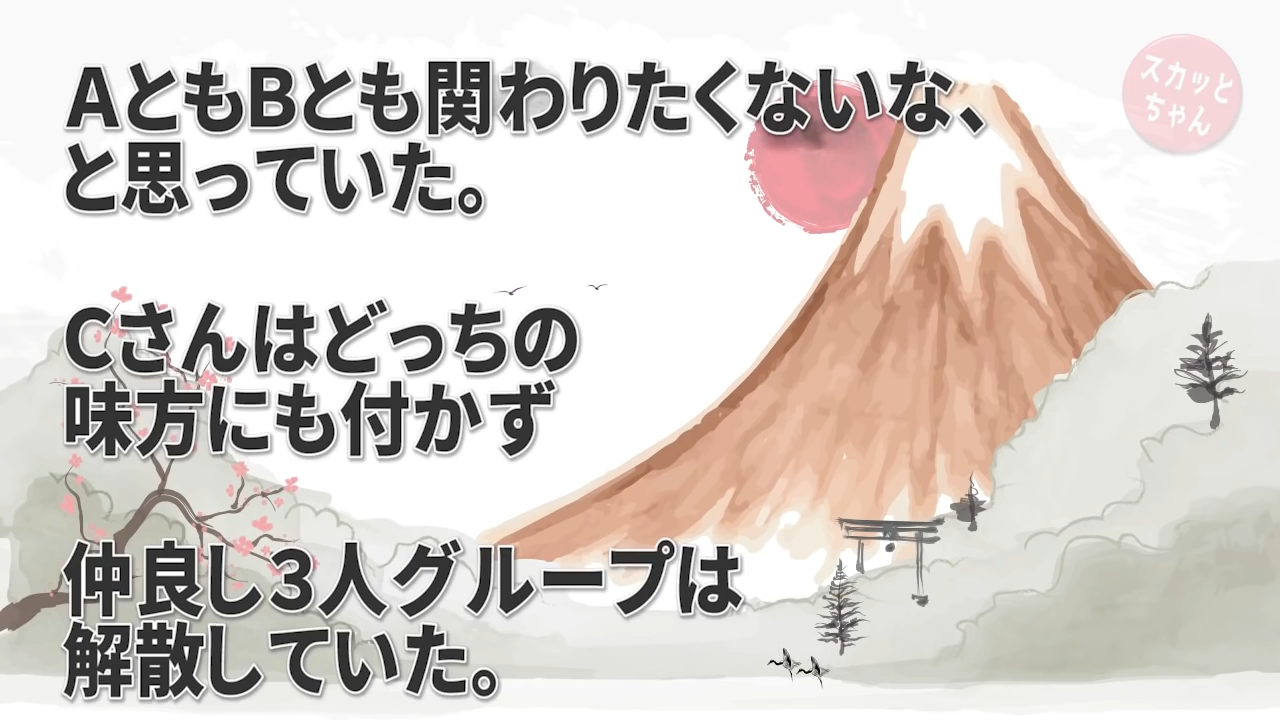 AともBとも関わりたくないな、
と思っていた。
Cさんはどっちの
味方にも付かず
仲良し3人グループは
解散していた。
スカッと
ちゃん